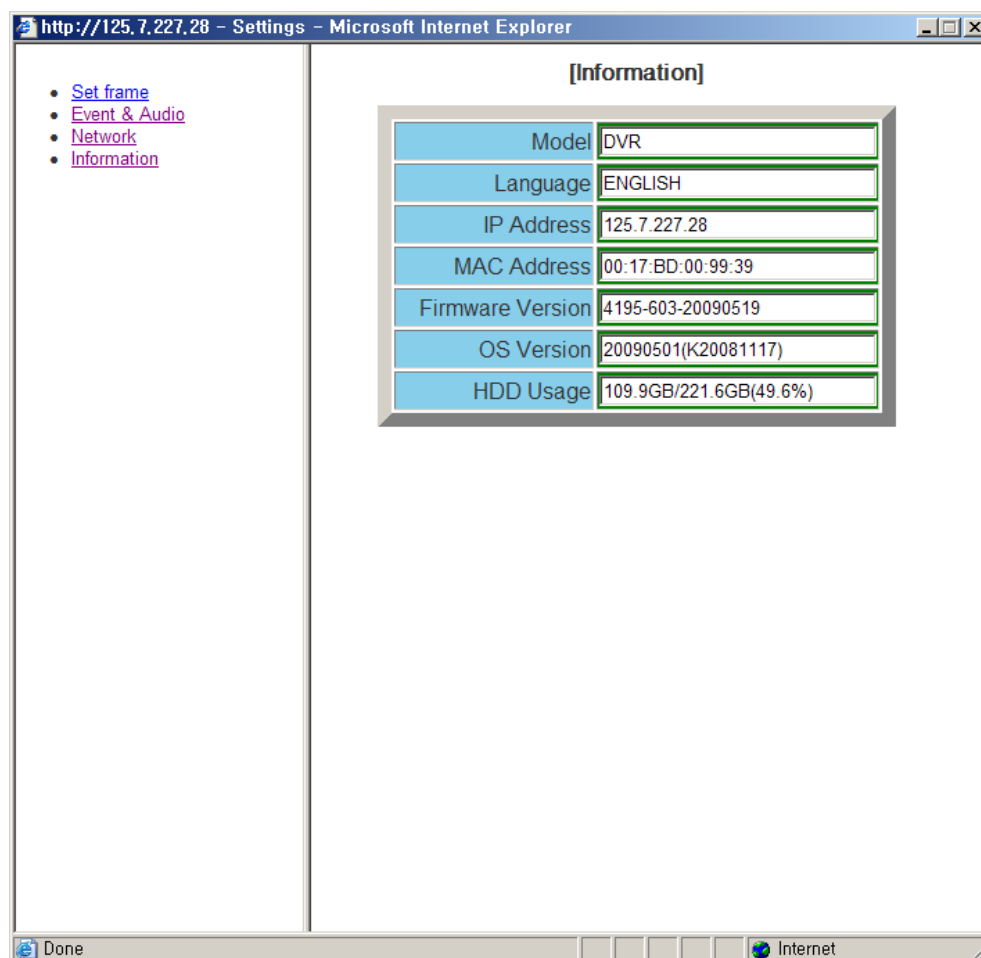 http://125.7.227.28 - Settings - Microsoft Internet Explorer
Set frame
Event & Audio
Network
Information
[Information]
Model DVR
Language ENGLISH
IP Address 125.7.227.28
MAC Address 00:17:BD:00:99:39
Firmware Version 4195-603-20090519
OS Version 20090501(K20081117)
HDD Usage 109.9GB/221.6GB(49.6%)
Done
Internet